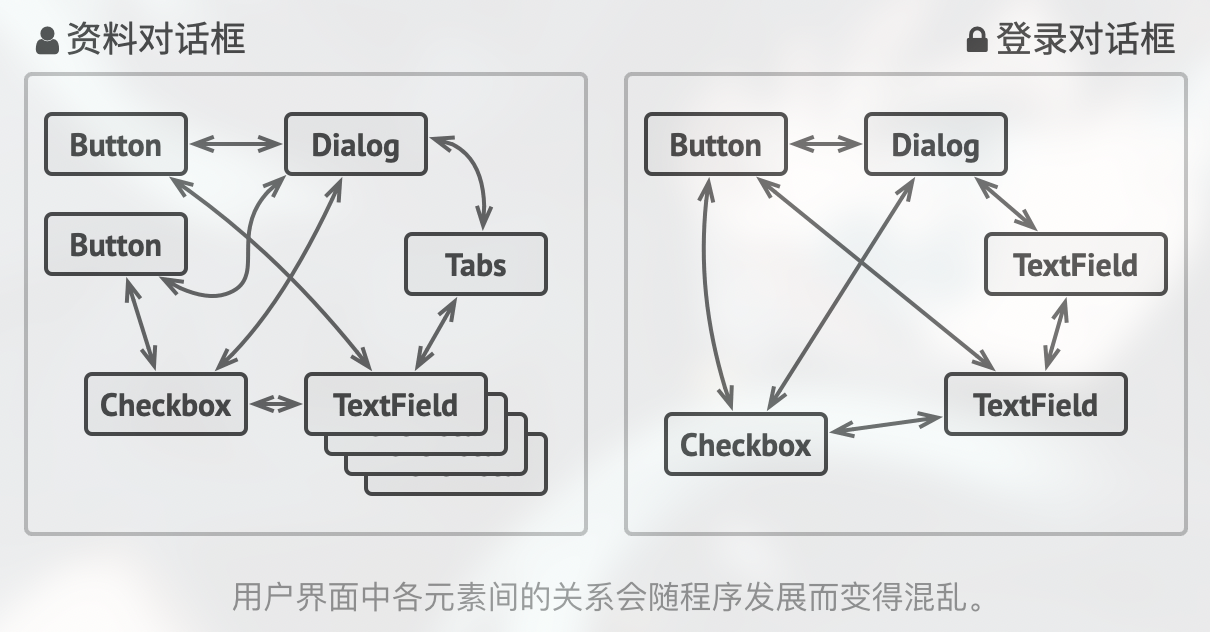 资料对话框
登录对话框
Button
Dialog
Button
Tabs
Checkbox
TextField
Button
Dialog
TextField
TextField
Checkbox
用户界面中各元素间的关系会随程序发展而变得混乱。